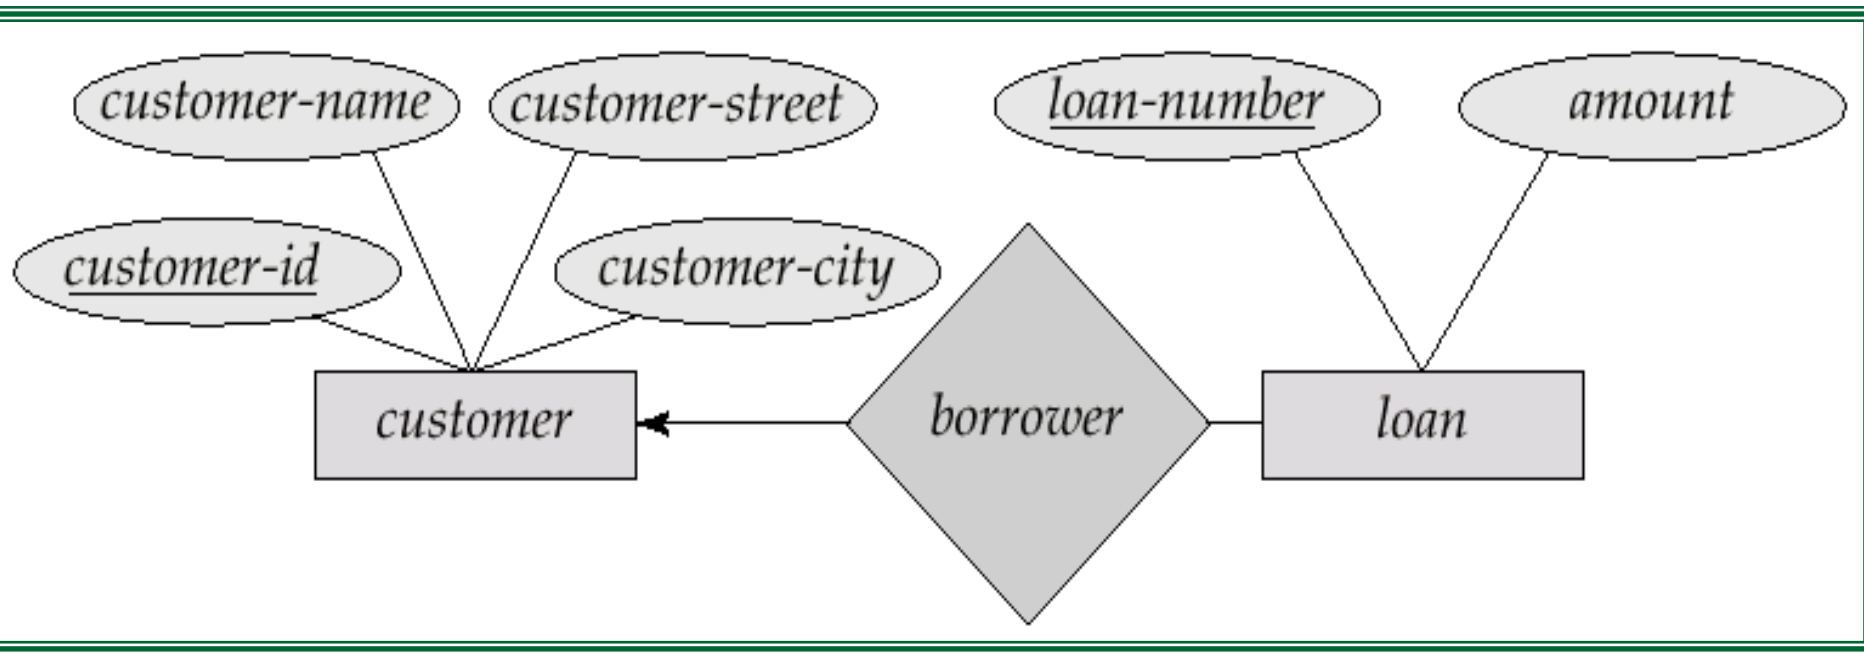 customer-name
customer-street
loan-number
amount
customer-id
customer-city
customer
borrower
loan